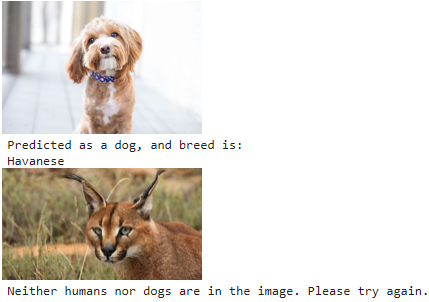 Predicted as a dog, and breed is:
Havanese
Neither humans nor dogs are in the image. Please try again.